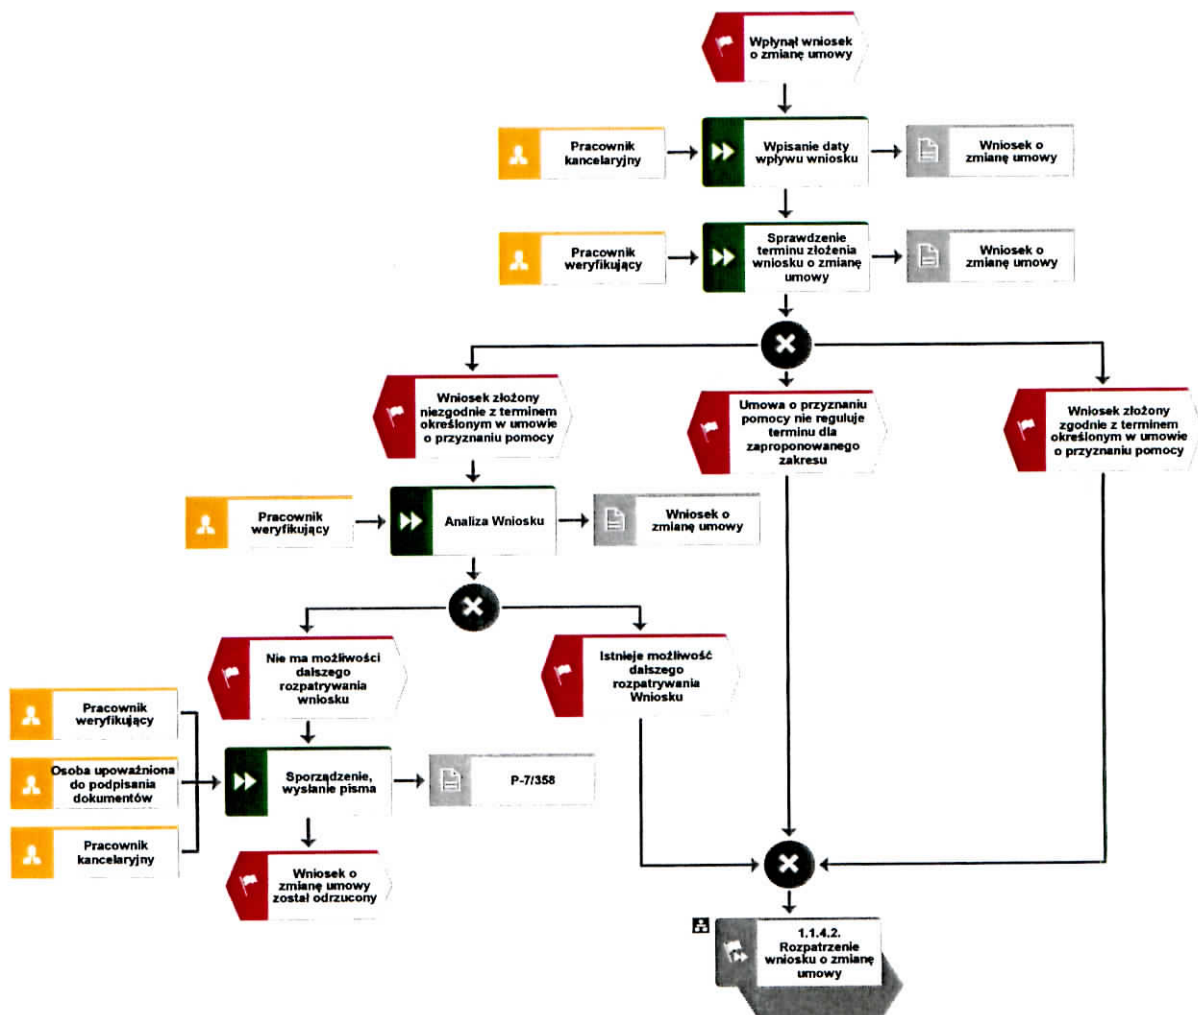 Wpłynął wniosek
o zmianę umowy
Pracownik
kancelaryjny
Wpisanie daty
wpływu wniosku
Wniosek o
zmianę umowy
Pracownik
weryfikujący
Sprawdzenie
terminu złożenia
wniosku o zmianę
umowy
Wniosek o
zmianę umowy
Wniosek złożony
niezgodnie z terminem
określonym w umowie
o przyznaniu pomocy
Umowa o przyznaniu
pomocy nie reguluje
terminu dla
zaproponowanego
zakresu
Wniosek złożony
zgodnie z terminem
określonym w umowie
o przyznaniu pomocy
Pracownik
weryfikujący
Analiza Wniosku
Wniosek o
zmianę umowy
Nie ma możliwości
dalszego
rozpatrywania
wniosku
Istnieje możliwość
dalszego
rozpatrywania
Wniosku
Pracownik
weryfikujący
Osoba upoważniona
do podpisania
dokumentów
Pracownik
kancelaryjny
Sporządzenie,
wysłanie pisma
P-7/358
Wniosek o
zmianę umowy
został odrzucony
1.1.4.2.
Rozpatrzenie
wniosku o zmianę
umowy